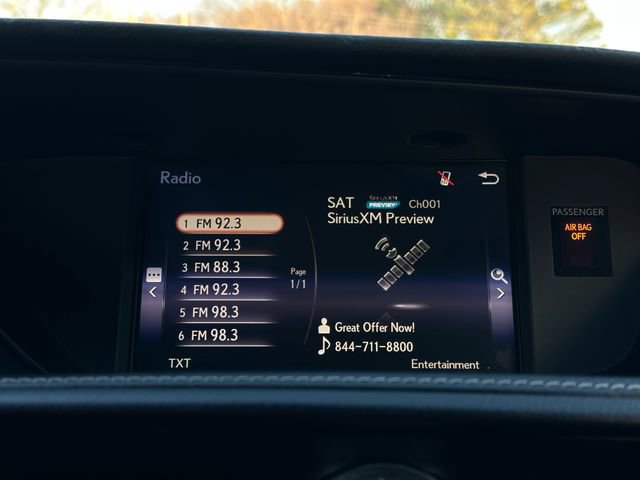 Radio
1 FM 92.3
2 FM 92.3
3 FM 88.3
4 FM 92.3
5 FM 98.3
6 FM 98.3
Page
1/1
TXT
SAT SiriusXM PREVIEW Ch001
SiriusXM Preview
Great Offer Now!
844-711-8800
Entertainment
PASSENGER
AIR BAG
OFF